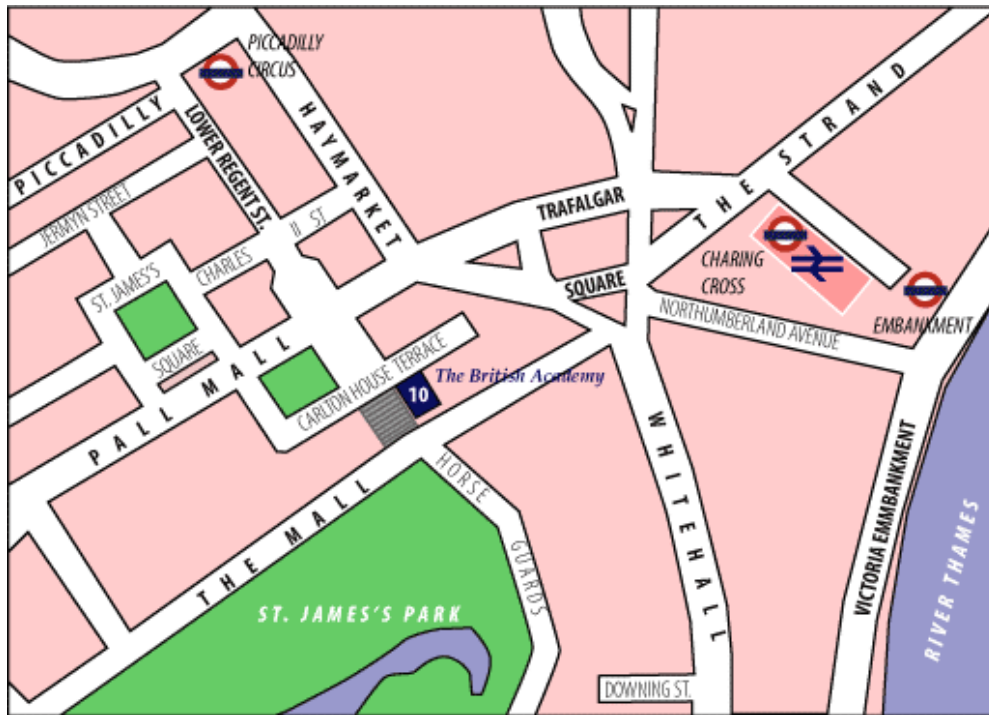 PICCADILLY
CIRCUS
PICCADILLY
LOWER REGENT ST.
HAYMARKET
JERMYN STREET
THE STRAND
TRAFALGAR
SQUARE
CHARLES
II ST
ST. JAMES'S
SQUARE
CHARING
CROSS
EMBANKMENT
NORTHUMBERLAND AVENUE
PALL MALL
CARLTON HOUSE TERRACE
10
The British Academy
WHITEHALL
HORSE
GUARDS
THE MALL
VICTORIA EMMBANKMENT
RIVER THAMES
ST. JAMES'S PARK
DOWNING ST.